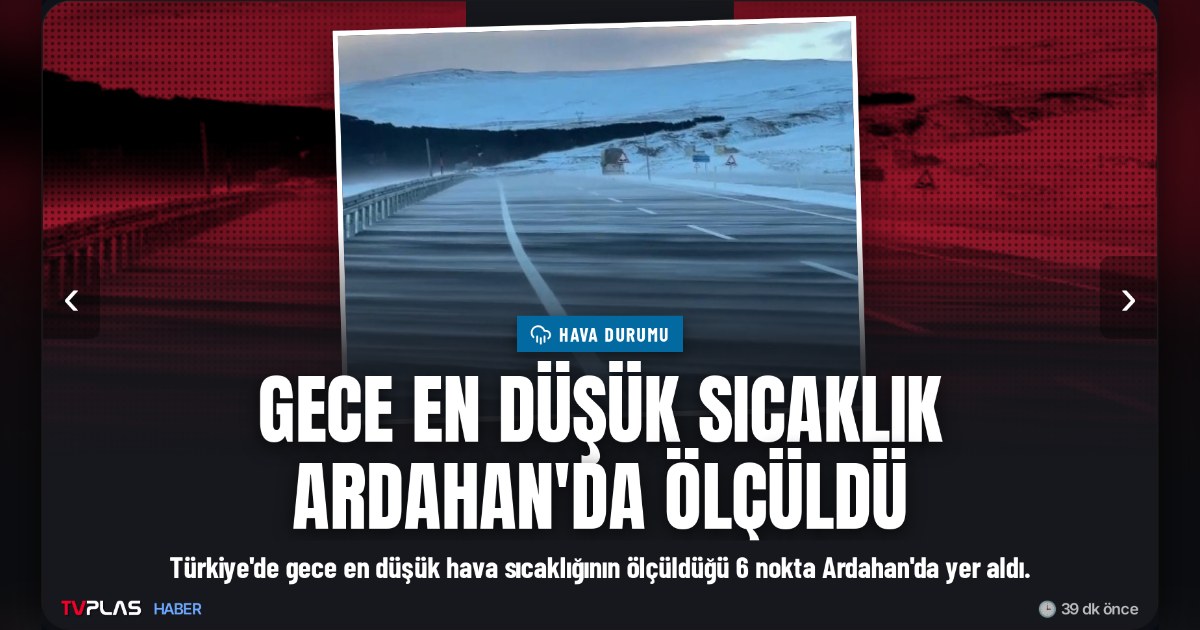 HAVA DURUMU
GECE EN DÜŞÜK SICAKLIK
ARDAHAN'DA ÖLÇÜLDÜ
Türkiye'de gece en düşük hava sıcaklığının ölçüldüğü 6 nokta Ardahan'da yer aldı.
TVPLAS HABER
39 dk önce